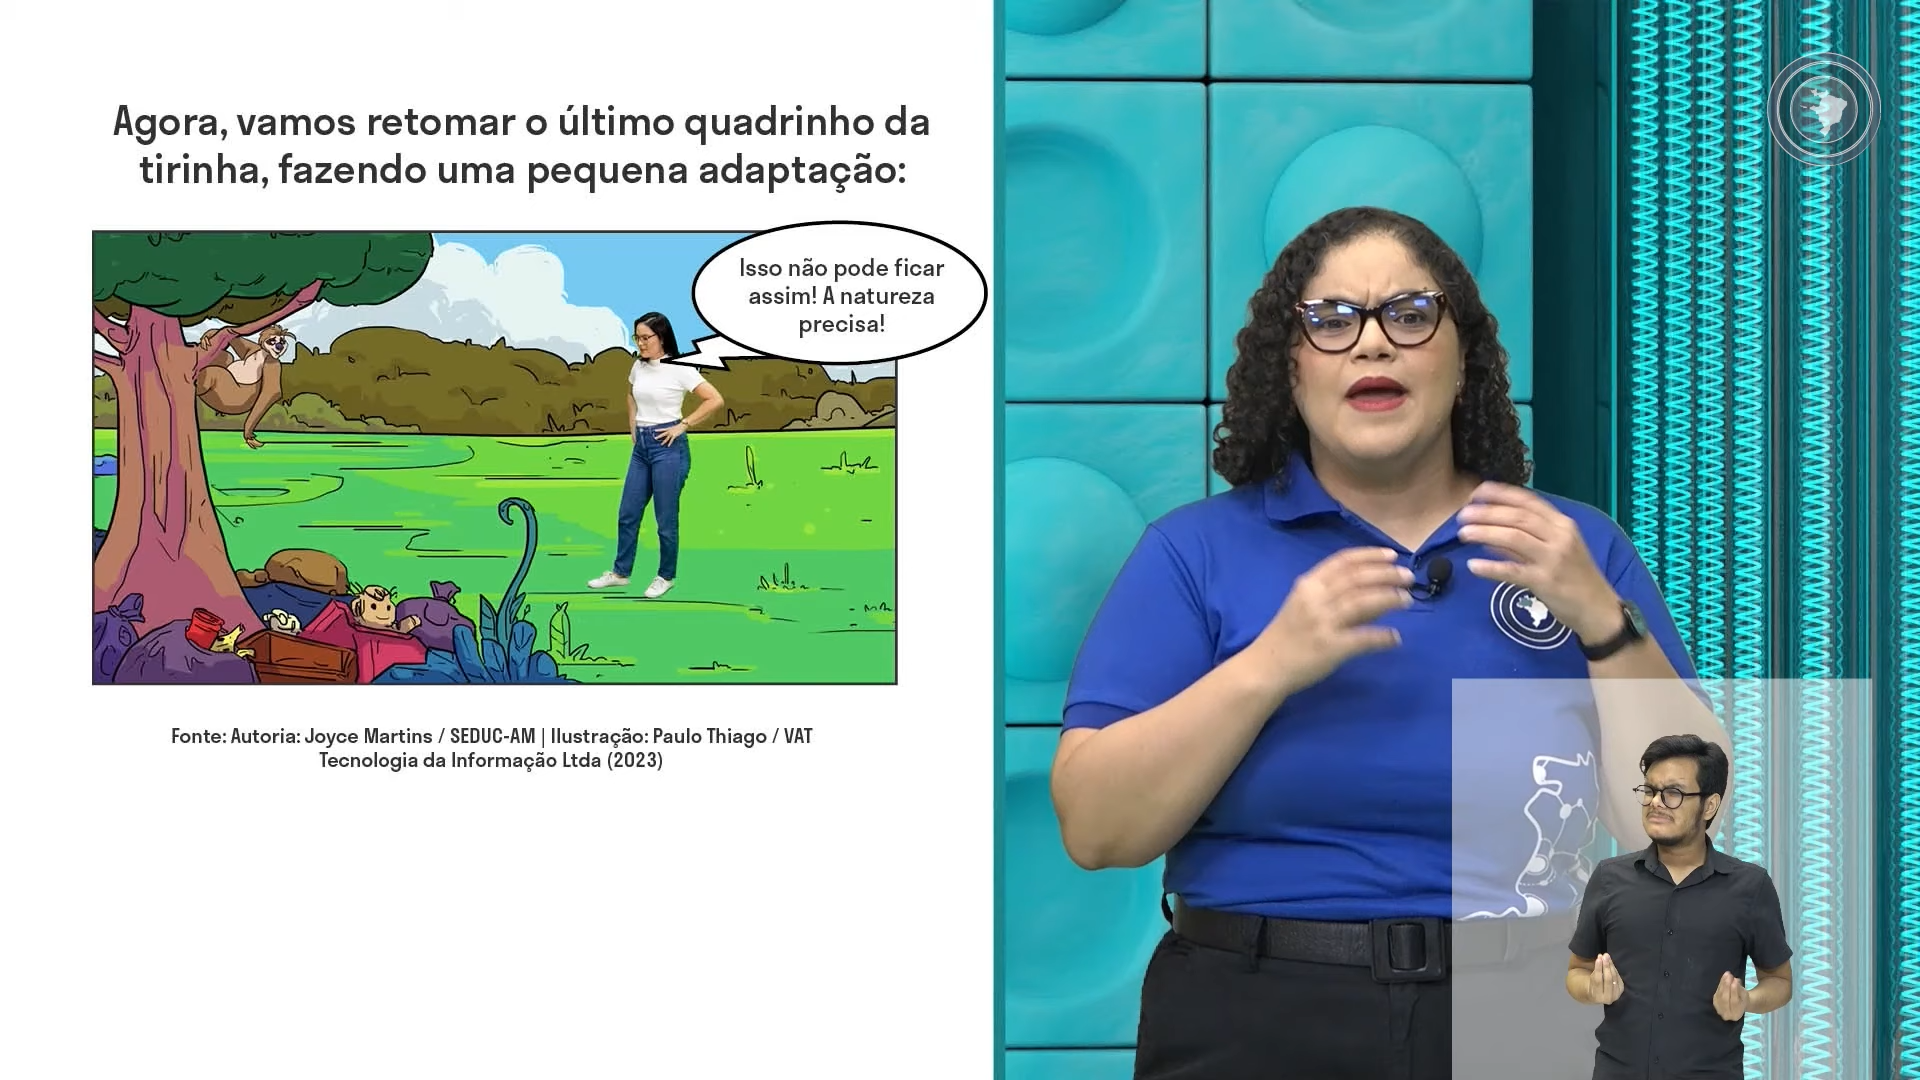 Agora, vamos retomar o último quadrinho da
tirinha, fazendo uma pequena adaptação:
Isso não pode ficar
assim! A natureza
precisa!
Fonte: Autoria: Joyce Martins / SEDUC-AM | Ilustração: Paulo Thiago / VAT
Tecnologia da Informação Ltda (2023)